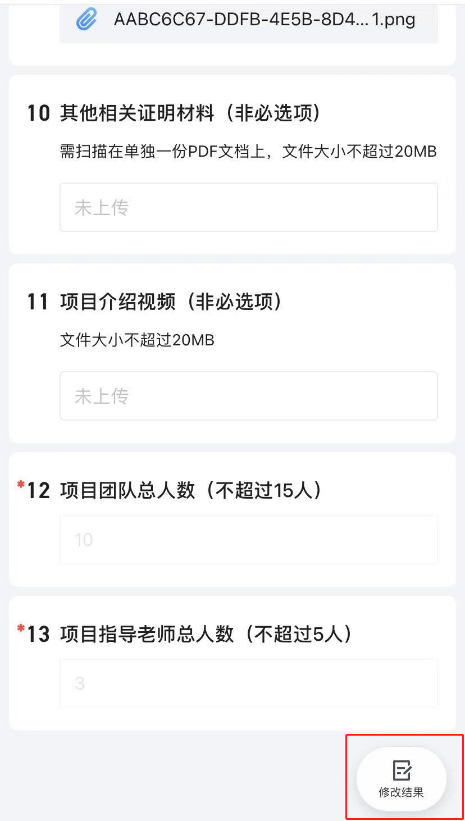 AABC6C67-DDFB-4E5B-8D4...1.png
10 其他相关证明材料（非必选项）
需扫描在单独一份PDF文档上，文件大小不超过20MB
未上传
11 项目介绍视频（非必选项）
文件大小不超过20MB
未上传
*12 项目团队总人数（不超过15人）
10
*13 项目指导老师总人数（不超过5人）
3
修改结果